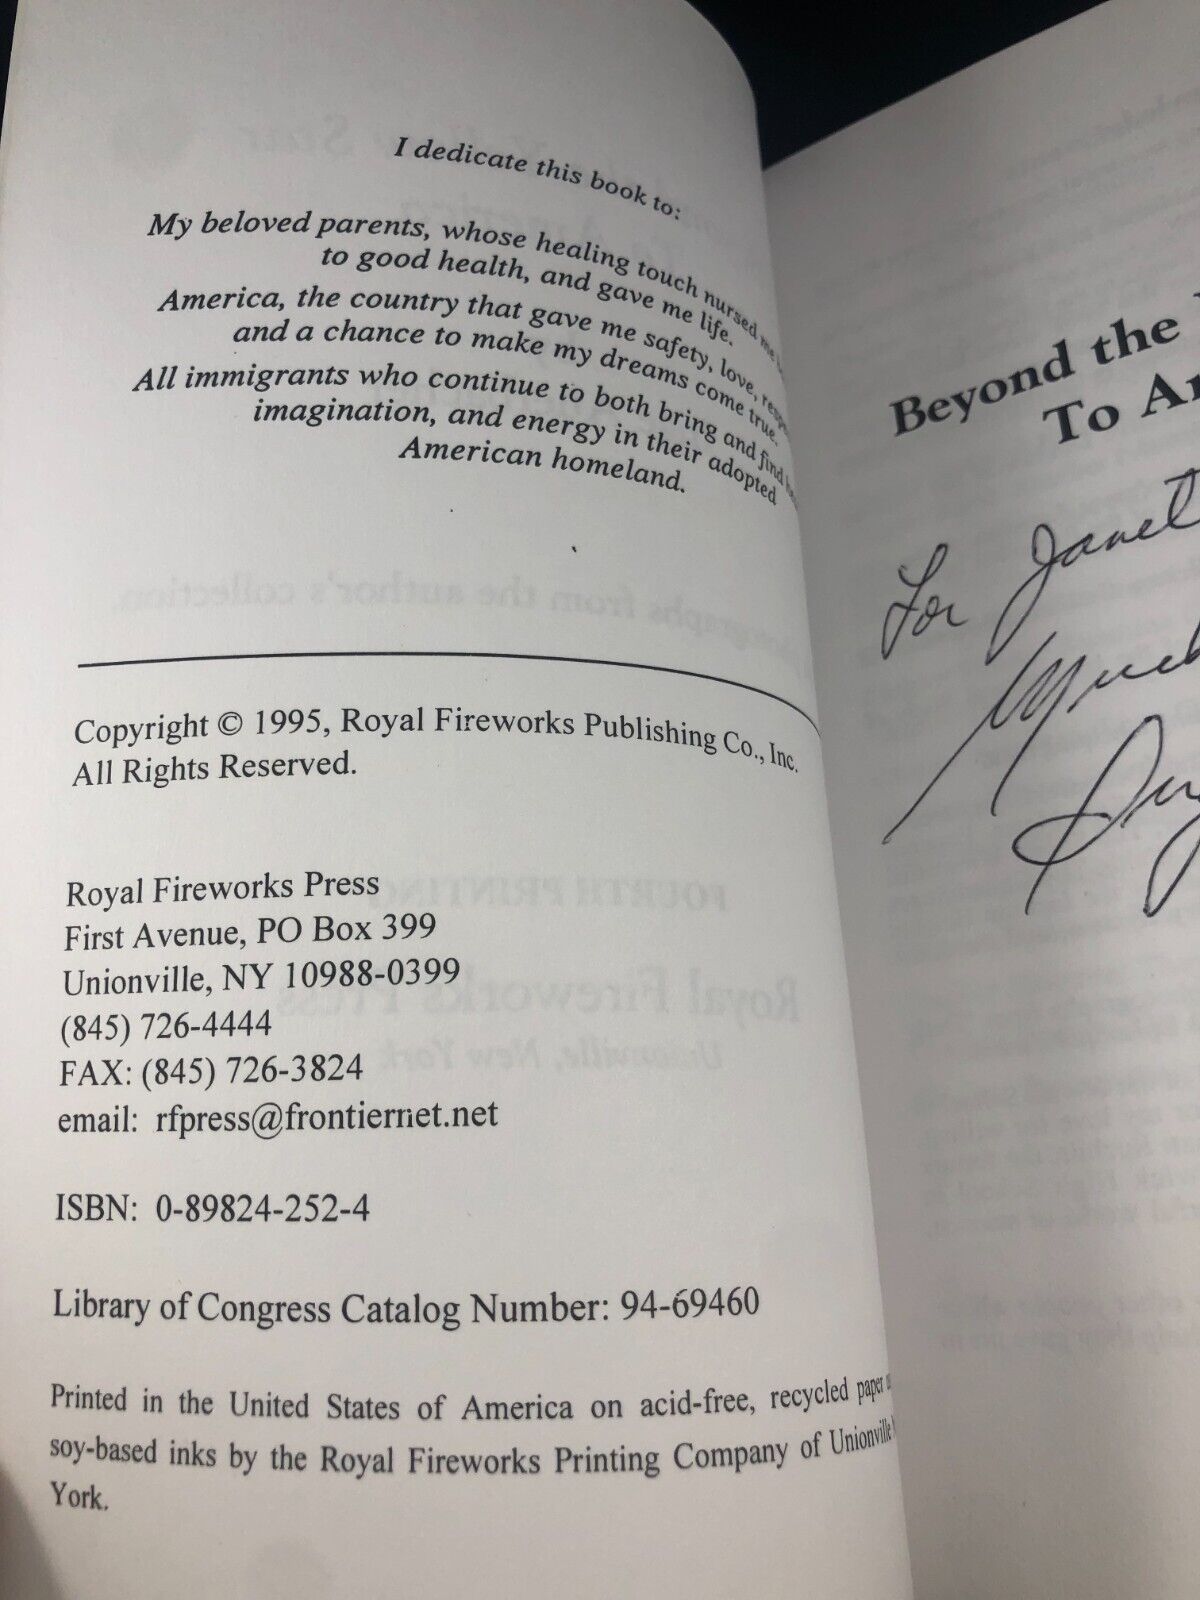 I dedicate this book to:
My beloved parents, whose healing touch nursed me
to good health, and gave me life.
America, the country that gave me safety, love,
and a chance to make my dreams come true.
All immigrants who continue to both bring and find
imagination, and energy in their adopted
American homeland.
Copyright © 1995, Royal Fireworks Publishing Co., Inc.
All Rights Reserved.
Royal Fireworks Press
First Avenue, PO Box 399
Unionville, NY 10988-0399
(845) 726-4444
FAX: (845) 726-3824
email: rfpress@frontiernet.net
ISBN: 0-89824-252-4
Library of Congress Catalog Number: 94-69460
Printed in the United States of America on acid-free, recycled paper
soy-based inks by the Royal Fireworks Printing Company of Unionville
York.
Beyond the
To
For Janet
Much